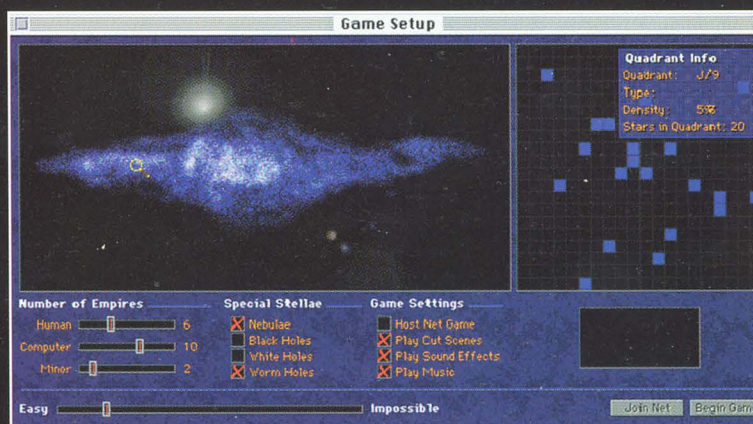 Game Setup
Quadrant Info
Quadrant: J/9
Type:
Density: 5%
Stars in Quadrant: 20
Number of Empires
Human 6
Computer 10
Minor 2
Special Stellae
Nebulae
Black Holes
White Holes
Worm Holes
Game Settings
Host Net Game
Play Cut Scenes
Play Sound Effects
Play Music
Easy
Impossible
Join Net
Begin Gam